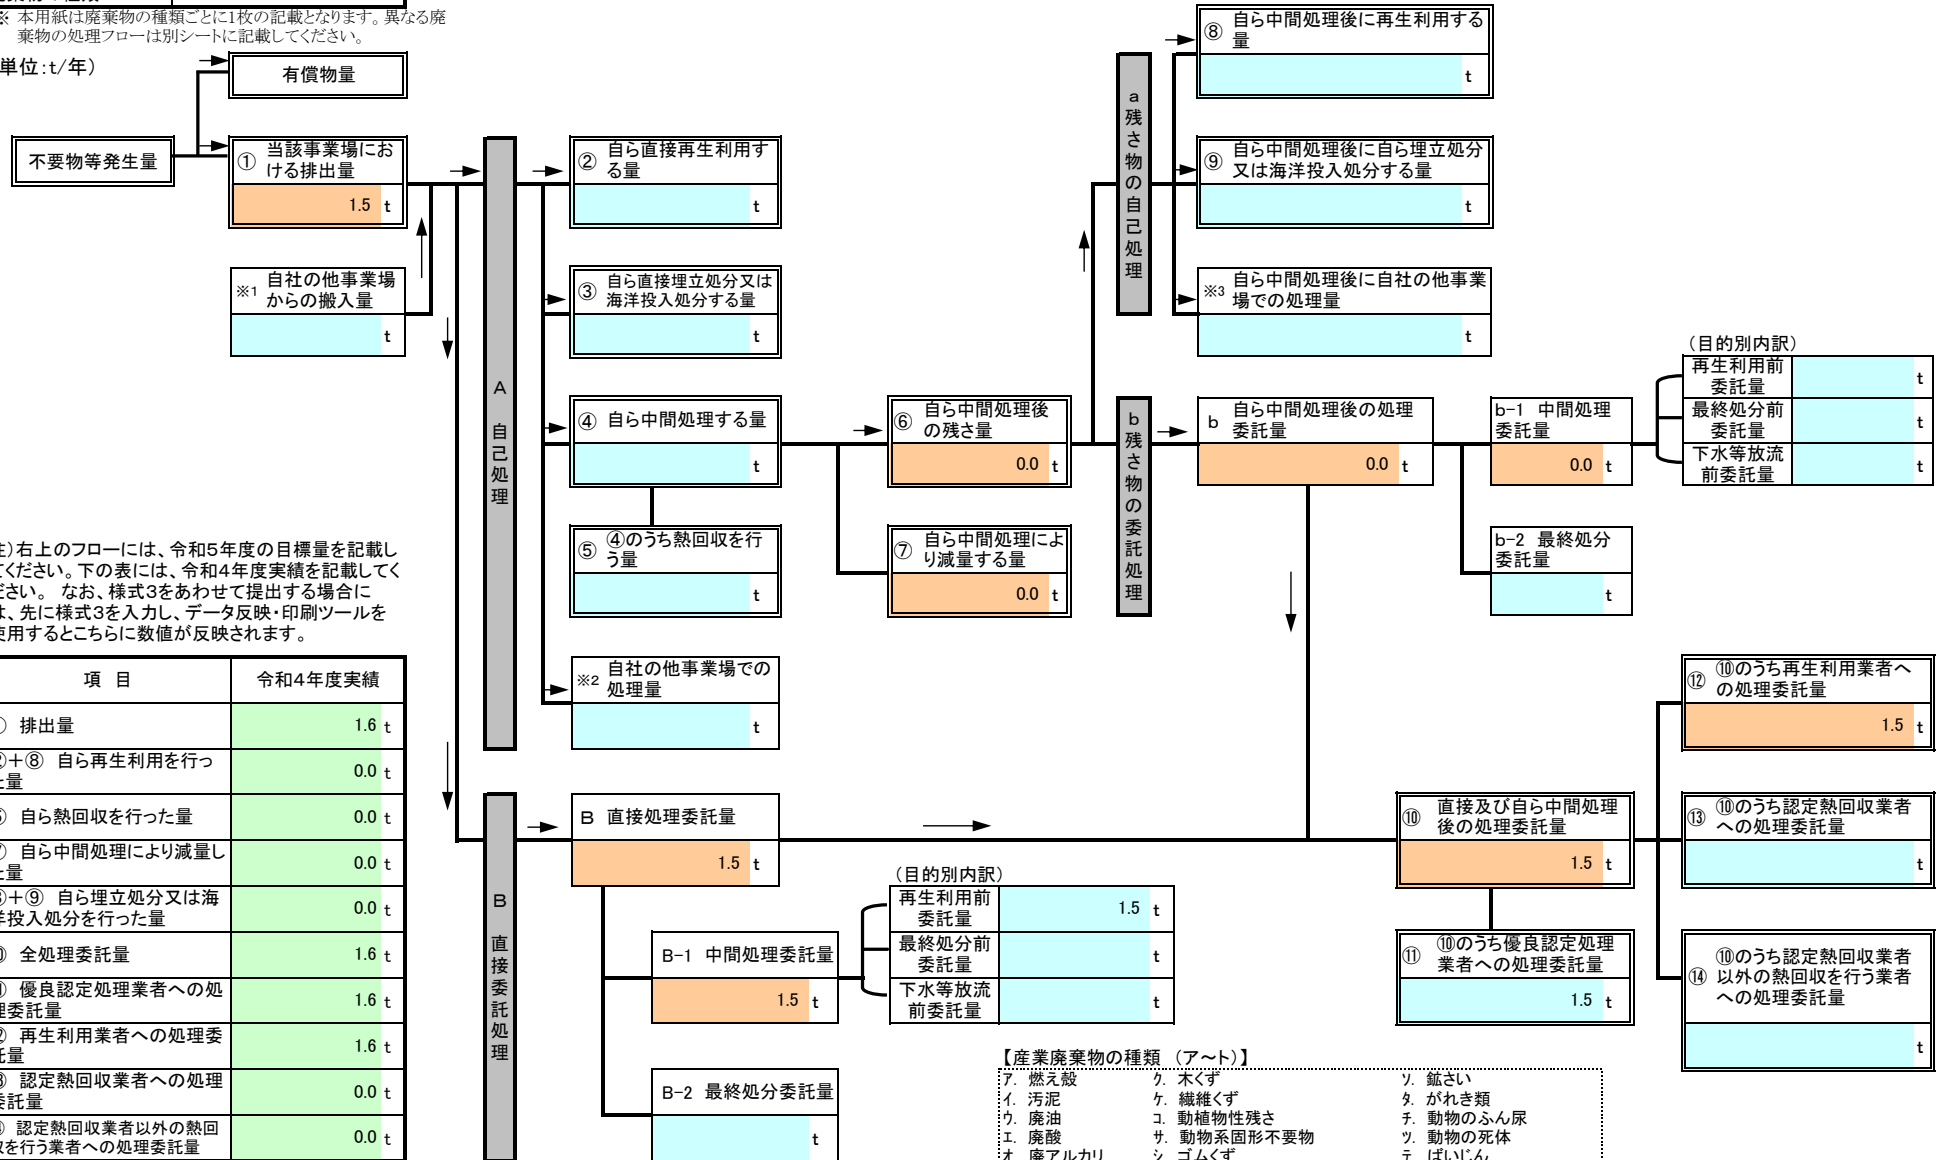 ※ 本用紙は廃棄物の種類ごとに1枚の記載となります。異なる廃
棄物の処理フローは別シートに記載してください。
単位:t/年)
有償物量
不要物等発生量
① 当該事業場にお
ける排出量
1.5 t
※1 自社の他事業場
からの搬入量
t
A 自己処理
② 自ら直接再生利用す
る量
t
③ 自ら直接埋立処分又は
海洋投入処分する量
t
④ 自ら中間処理する量
t
⑤ ④のうち熱回収を行
う量
t
※2 自社の他事業場での
処理量
t
⑥ 自ら中間処理後
の残さ量
0.0 t
⑦ 自ら中間処理によ
り減量する量
0.0 t
a 残さ物の自己処理
⑧ 自ら中間処理後に再生利用する
量
t
⑨ 自ら中間処理後に自ら埋立処分
又は海洋投入処分する量
t
※3 自ら中間処理後に自社の他事業
場での処理量
t
b 残さ物の委託処理
b 自ら中間処理後の処理
委託量
0.0 t
b-1 中間処理
委託量
0.0 t
b-2 最終処分
委託量
t
(目的別内訳)
再生利用前
委託量
t
最終処分前
委託量
t
下水等放流
前委託量
t
)右上のフローには、令和5年度の目標量を記載し
ください。下の表には、令和4年度実績を記載してく
さい。 なお、様式3をあわせて提出する場合に
、先に様式3を入力し、データ反映・印刷ツールを
用するとこちらに数値が反映されます。
項 目 令和4年度実績
排出量 1.6 t
+⑧ 自ら再生利用を行っ
量 0.0 t
自ら熱回収を行った量 0.0 t
自ら中間処理により減量し
量 0.0 t
+⑨ 自ら埋立処分又は海
投入処分を行った量 0.0 t
全処理委託量 1.6 t
優良認定処理業者への処
委託量 1.6 t
再生利用業者への処理委
量 1.6 t
認定熱回収業者への処理
託量 0.0 t
認定熱回収業者以外の熱回
を行う業者への処理委託量 0.0 t
B 直接委託処理
B 直接処理委託量
1.5 t
B-1 中間処理委託量
1.5 t
B-2 最終処分委託量
t
(目的別内訳)
再生利用前
委託量
1.5 t
最終処分前
委託量
t
下水等放流
前委託量
t
⑩ 直接及び自ら中間処理
後の処理委託量
1.5 t
⑪ ⑩のうち優良認定処理
業者への処理委託量
1.5 t
⑫ ⑩のうち再生利用業者へ
の処理委託量
1.5 t
⑬ ⑩のうち認定熱回収業者
への処理委託量
t
⑭ ⑩のうち認定熱回収業者
以外の熱回収を行う業者
への処理委託量
t
【産業廃棄物の種類 (ア~ト)】
ア. 燃え殻 ク. 木くず ソ. 鉱さい
イ. 汚泥 ケ. 繊維くず タ. がれき類
ウ. 廃油 コ. 動植物性残さ チ. 動物のふん尿
エ. 廃酸 サ. 動物系固形不要物 ツ. 動物の死体
オ. 廃アルカリ シ. ゴムくず テ. ばいじん